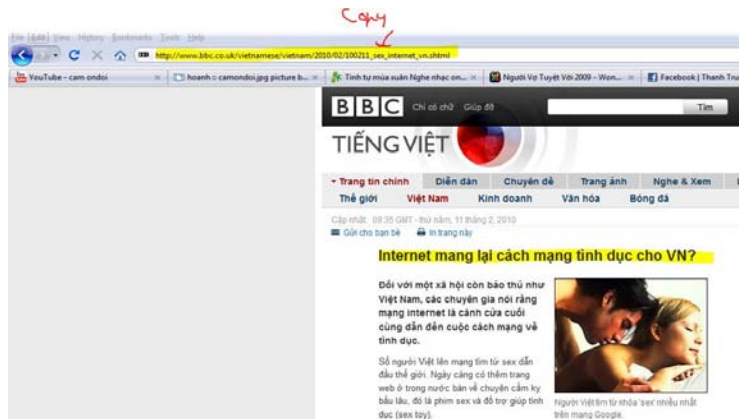 Copy
File Edit View History Bookmarks Tools Help
http://www.bbc.co.uk/vietnamese/vietnam/2010/02/100211_sex_internet_vn.shtml
YouTube - cam ondoi
hoanh :: camondoi.jpg picture b...
Tinh tự mùa xuân Nghe nhạc on...
Người Vợ Tuyệt Vời 2009 - Won...
Facebook | Thanh Tru
BBC Chỉ có chữ Giúp đỡ
Tìm
TIẾNG VIỆT
Trang tin chính Diễn đàn Chuyên đề Trang ảnh Nghe & Xem
Thế giới Việt Nam Kinh doanh Văn hóa Bóng đá
Cập nhật: 09:35 GMT - thứ năm, 11 tháng 2, 2010
Gửi cho bạn bè In trang này
Internet mang lại cách mạng tình dục cho VN?
Đối với một xã hội còn bảo thủ như
Việt Nam, các chuyên gia nói rằng
mạng internet là cánh cửa cuối
cùng dẫn đến cuộc cách mạng về
tình dục.
Số người Việt lên mạng tìm từ sex dẫn
đầu thế giới. Ngày càng có thêm trang
web ở trong nước bàn về chuyện cấm kỵ
bấu lâu, đó là phim sex và đồ trợ giúp tình
dục (sex toy).
Người Việt tìm từ khóa 'sex' nhiều nhất
trên mạng Google.